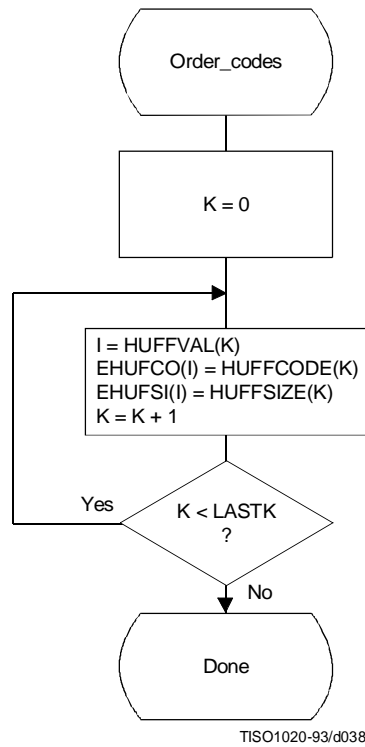 Order_codes
K = 0
I = HUFFVAL(K)
EHUFCO(I) = HUFFCODE(K)
EHUFSI(I) = HUFFSIZE(K)
K = K + 1
Yes
K < LASTK
?
No
Done
TISO1020-93/d038